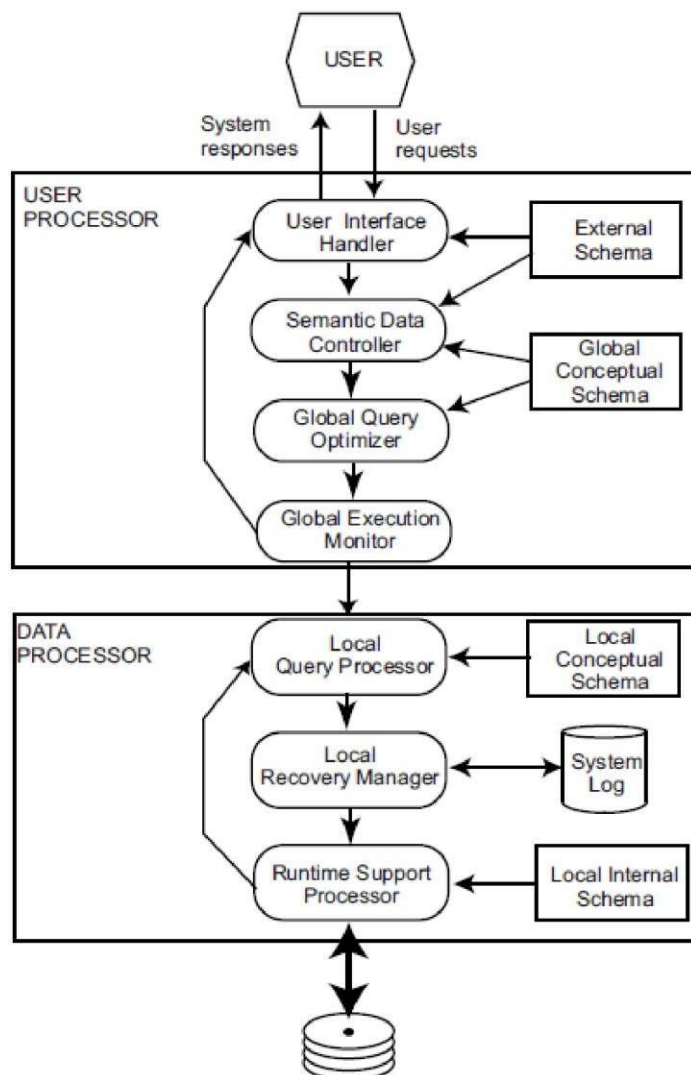 USER
System
responses
User
requests
USER
PROCESSOR
User Interface
Handler
External
Schema
Semantic Data
Controller
Global
Conceptual
Schema
Global Query
Optimizer
Global Execution
Monitor
DATA
PROCESSOR
Local
Query Processor
Local
Conceptual
Schema
Local
Recovery Manager
System
Log
Runtime Support
Processor
Local Internal
Schema